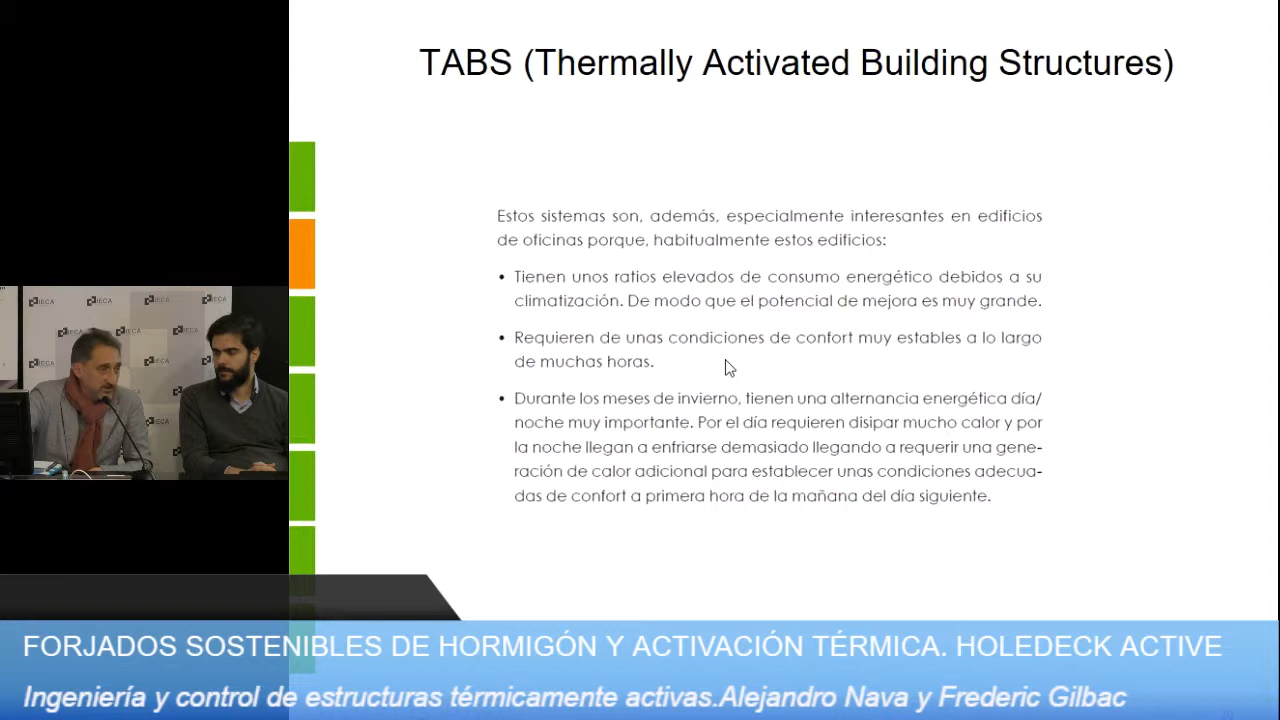 TABS (Thermally Activated Building Structures)
Estos sistemas son, además, especialmente interesantes en edificios
de oficinas porque, habitualmente estos edificios:
• Tienen unos ratios elevados de consumo energético debidos a su
climatización. De modo que el potencial de mejora es muy grande.
• Requieren de unas condiciones de confort muy estables a lo largo
de muchas horas.
• Durante los meses de invierno, tienen una alternancia energética día/
noche muy importante. Por el día requieren disipar mucho calor y por
la noche llegan a enfriarse demasiado llegando a requerir una gene-
ración de calor adicional para establecer unas condiciones adecua-
das de confort a primera hora de la mañana del día siguiente.
IECA
IECA
IECA
IECA
IECA
IECA
FORJADOS SOSTENIBLES DE HORMIGÓN Y ACTIVACIÓN TÉRMICA. HOLEDECK ACTIVE
Ingeniería y control de estructuras térmicamente activas.Alejandro Nava y Frederic Gilbac